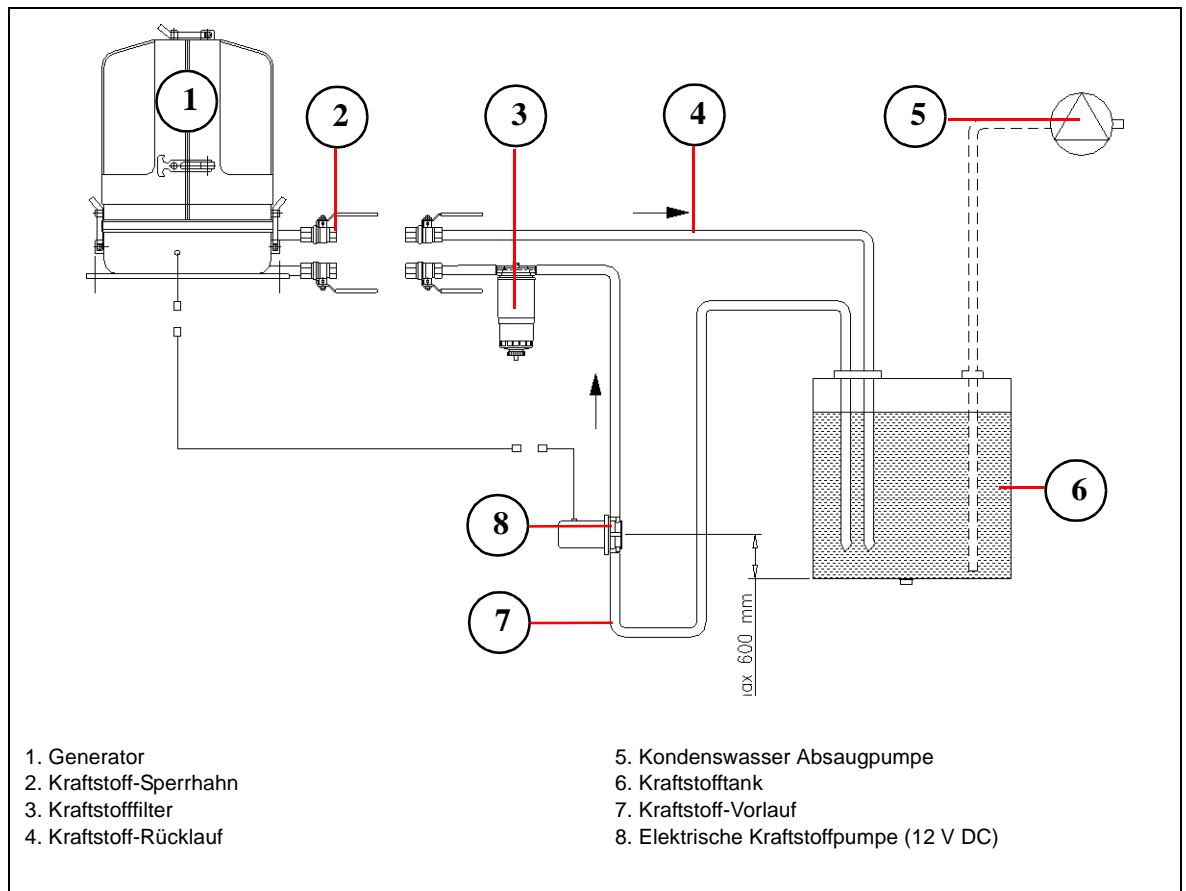 1
2
3
4
5
6
7
8
600 mm
1. Generator
2. Kraftstoff-Sperrhahn
3. Kraftstofffilter
4. Kraftstoff-Rücklauf
5. Kondenswasser Absaugpumpe
6. Kraftstofftank
7. Kraftstoff-Vorlauf
8. Elektrische Kraftstoffpumpe (12 V DC)